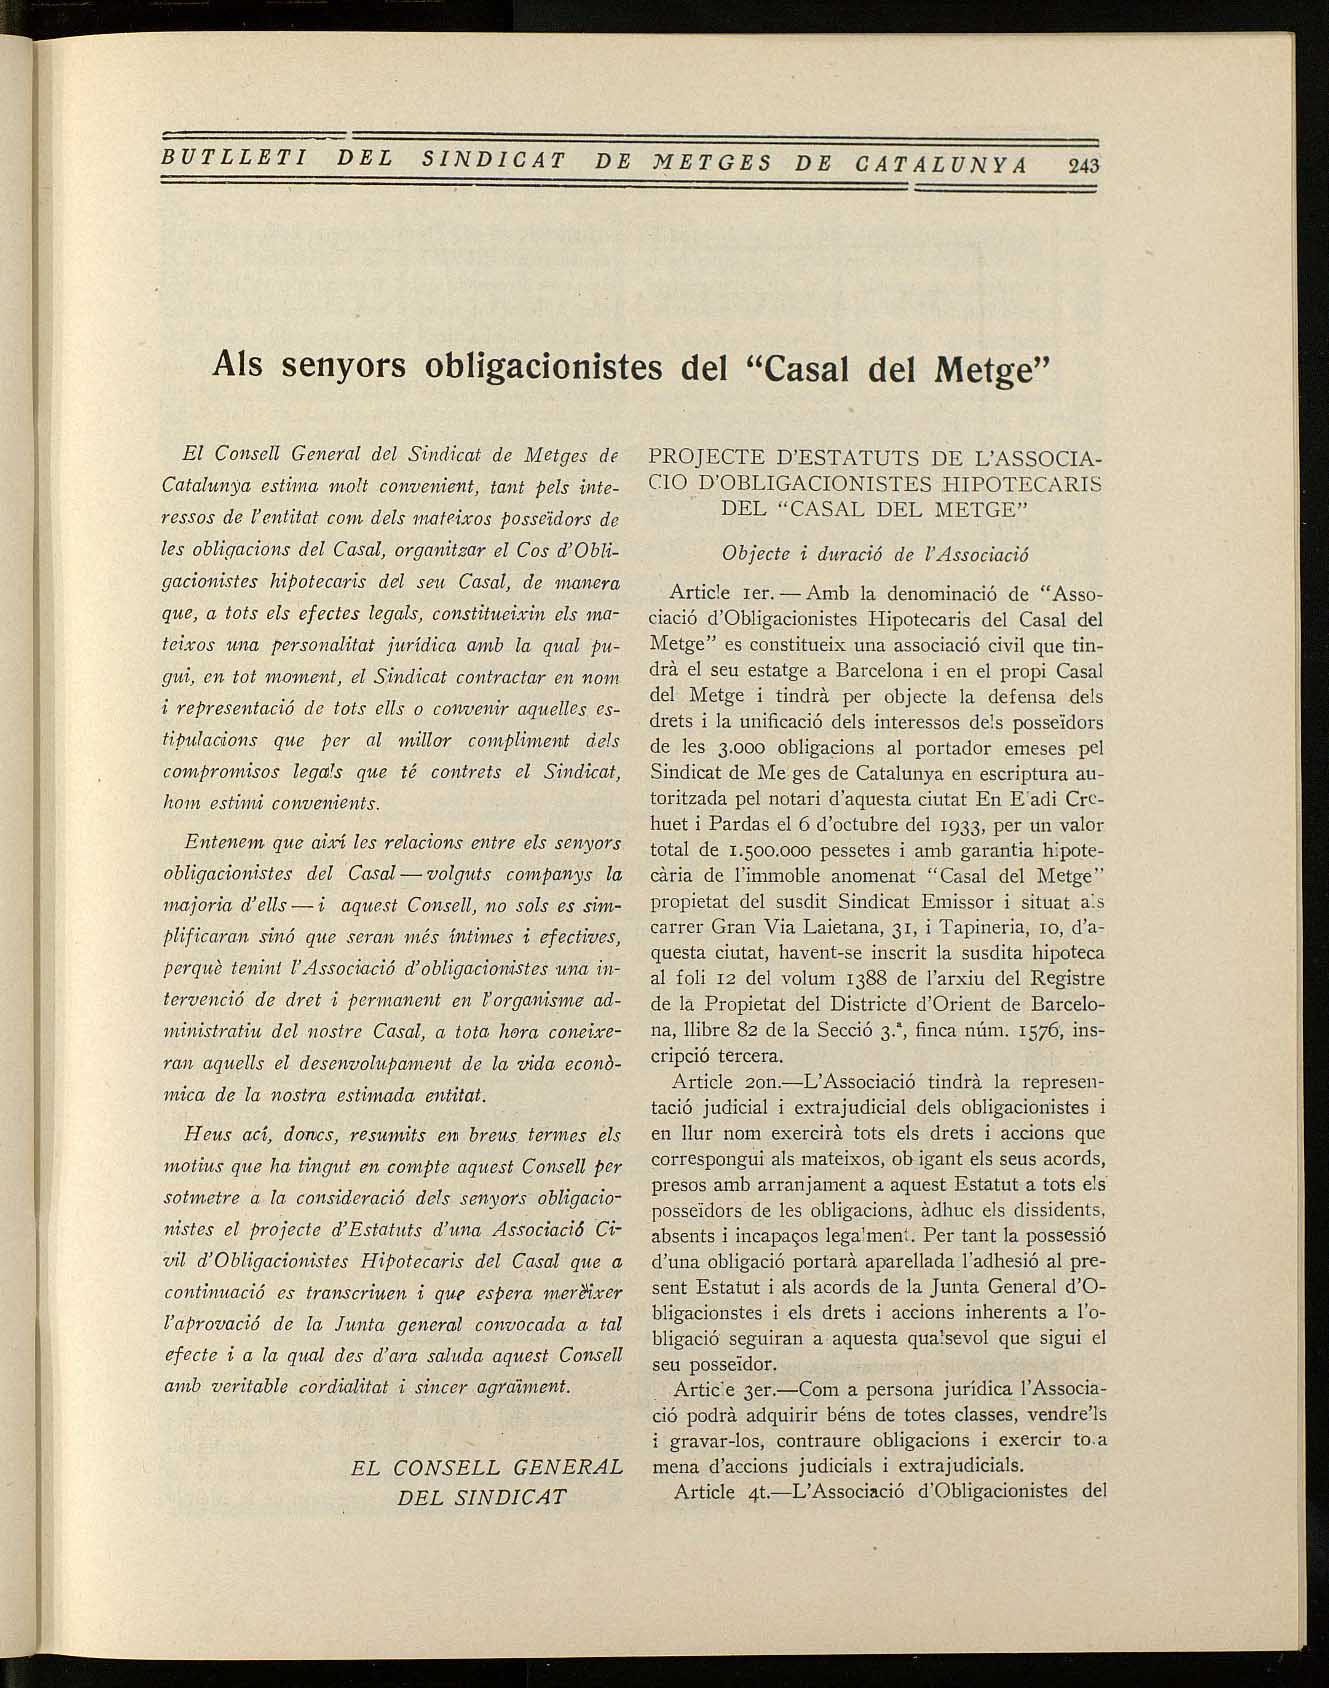 BUTLLETI DEL SINDICAT DE METGES DE CATALUNYA 243
Als senyors obligacionistes del “Casal del Metge”
El Consell General del Sindicat de Metges de
Catalunya estima molt convenient, tant pels inte-
ressos de l'entitat com dels mateixos posseïdors de
les obligacions del Casal, organitzar el Cos d'Obli-
gacionistes hipotecaris del seu Casal, de manera
que, a tots els efectes legals, constitueixin els ma-
teixos una personalitat jurídica amb la qual pu-
gui, en tot moment, el Sindicat contractar en nom
i representació de tots ells o convenir aquelles es-
tipulacions que per al millor compliment dels
compromisos legals que té contrets el Sindicat,
hom estimi convenients.
Entenem que així les relacions entre els senyors
obligacionistes del Casal — volguts companys la
majoria d'ells — i aquest Consell, no sols es sim-
plificaran sinó que seran més íntimes i efectives,
perquè tenint l'Associació d'obligacionistes una in-
tervenció de dret i permanent en l'organisme ad-
ministratiu del nostre Casal, a tota hora coneixe-
ran aquells el desenvolupament de la vida econò-
mica de la nostra estimada entitat.
Heus ací, doncs, resumits en breus termes els
motius que ha tingut en compte aquest Consell per
sotmetre a la consideració dels senyors obligacio-
nistes el projecte d'Estatuts d'una Associació Ci-
vil d'Obligacionistes Hipotecaris del Casal que a
continuació es transcriuen i que espera merèixer
l'aprovació de la Junta general convocada a tal
efecte i a la qual des d'ara saluda aquest Consell
amb veritable cordialitat i sincer agraïment.
EL CONSELL GENERAL
DEL SINDICAT
PROJECTE D'ESTATUTS DE L'ASSOCIA-
CIO D'OBLIGACIONISTES HIPOTECARIS
DEL “CASAL DEL METGE”
Objecte i duració de l'Associació
Article 1er. — Amb la denominació de “Asso-
ciació d'Obligacionistes Hipotecaris del Casal del
Metge” es constitueix una associació civil que tin-
drà el seu estatge a Barcelona i en el propi Casal
del Metge i tindrà per objecte la defensa dels
drets i la unificació dels interessos dels posseïdors
de les 3.000 obligacions al portador emeses pel
Sindicat de Me ges de Catalunya en escriptura au-
toritzada pel notari d'aquesta ciutat En E adi Cre-
huet i Pardas el 6 d'octubre del 1933, per un valor
total de 1.500.000 pessetes i amb garantia hipote-
cària de l'immoble anomenat “Casal del Metge”
propietat del susdit Sindicat Emissor i situat als
carrer Gran Via Laietana, 31, i Tapineria, 10, d'a-
questa ciutat, havent-se inscrit la susdita hipoteca
al foli 12 del volum 1388 de l'arxiu del Registre
de la Propietat del Districte d'Orient de Barcelo-
na, llibre 82 de la Secció 3.ª, finca núm. 1576, ins-
cripció tercera.
Article 2on.—L'Associació tindrà la represen-
tació judicial i extrajudicial dels obligacionistes i
en llur nom exercirà tots els drets i accions que
correspongui als mateixos, ob igant els seus acords,
presos amb arranjament a aquest Estatut a tots els
posseïdors de les obligacions, àdhuc els dissidents,
absents i incapaços legalment. Per tant la possessió
d'una obligació portarà aparellada l'adhesió al pre-
sent Estatut i als acords de la Junta General d'O-
bligacionstes i els drets i accions inherents a l'o-
bligació seguiran a aquesta qualsevol que sigui el
seu posseïdor.
Article 3er.—Com a persona jurídica l'Associa-
ció podrà adquirir béns de totes classes, vendre'ls
i gravar-los, contraure obligacions i exercir to a
mena d'accions judicials i extrajudicials.
Article 4t.—L'Associació d'Obligacionistes del